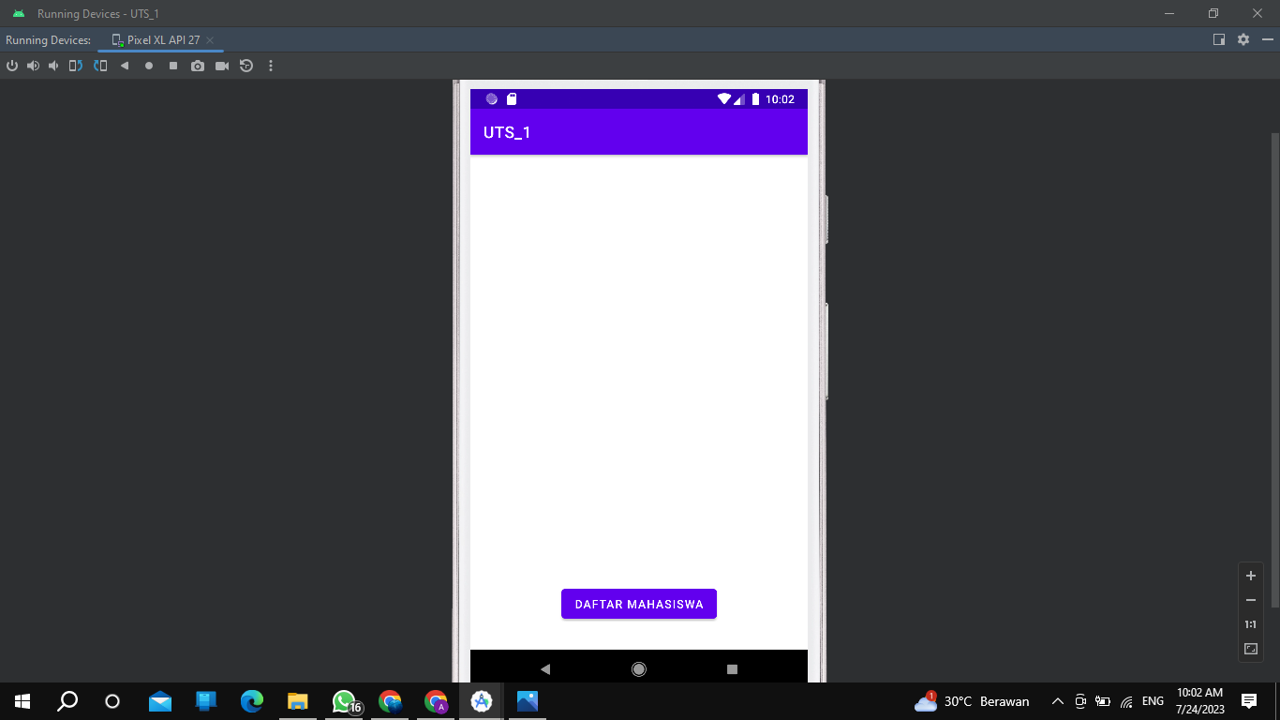 Running Devices - UTS_1
Running Devices:
Pixel XL API 27
10:02
UTS_1
DAFTAR MAHASISWA
1:1
16
A
1
30°C Berawan
ENG
10:02 AM
7/24/2023